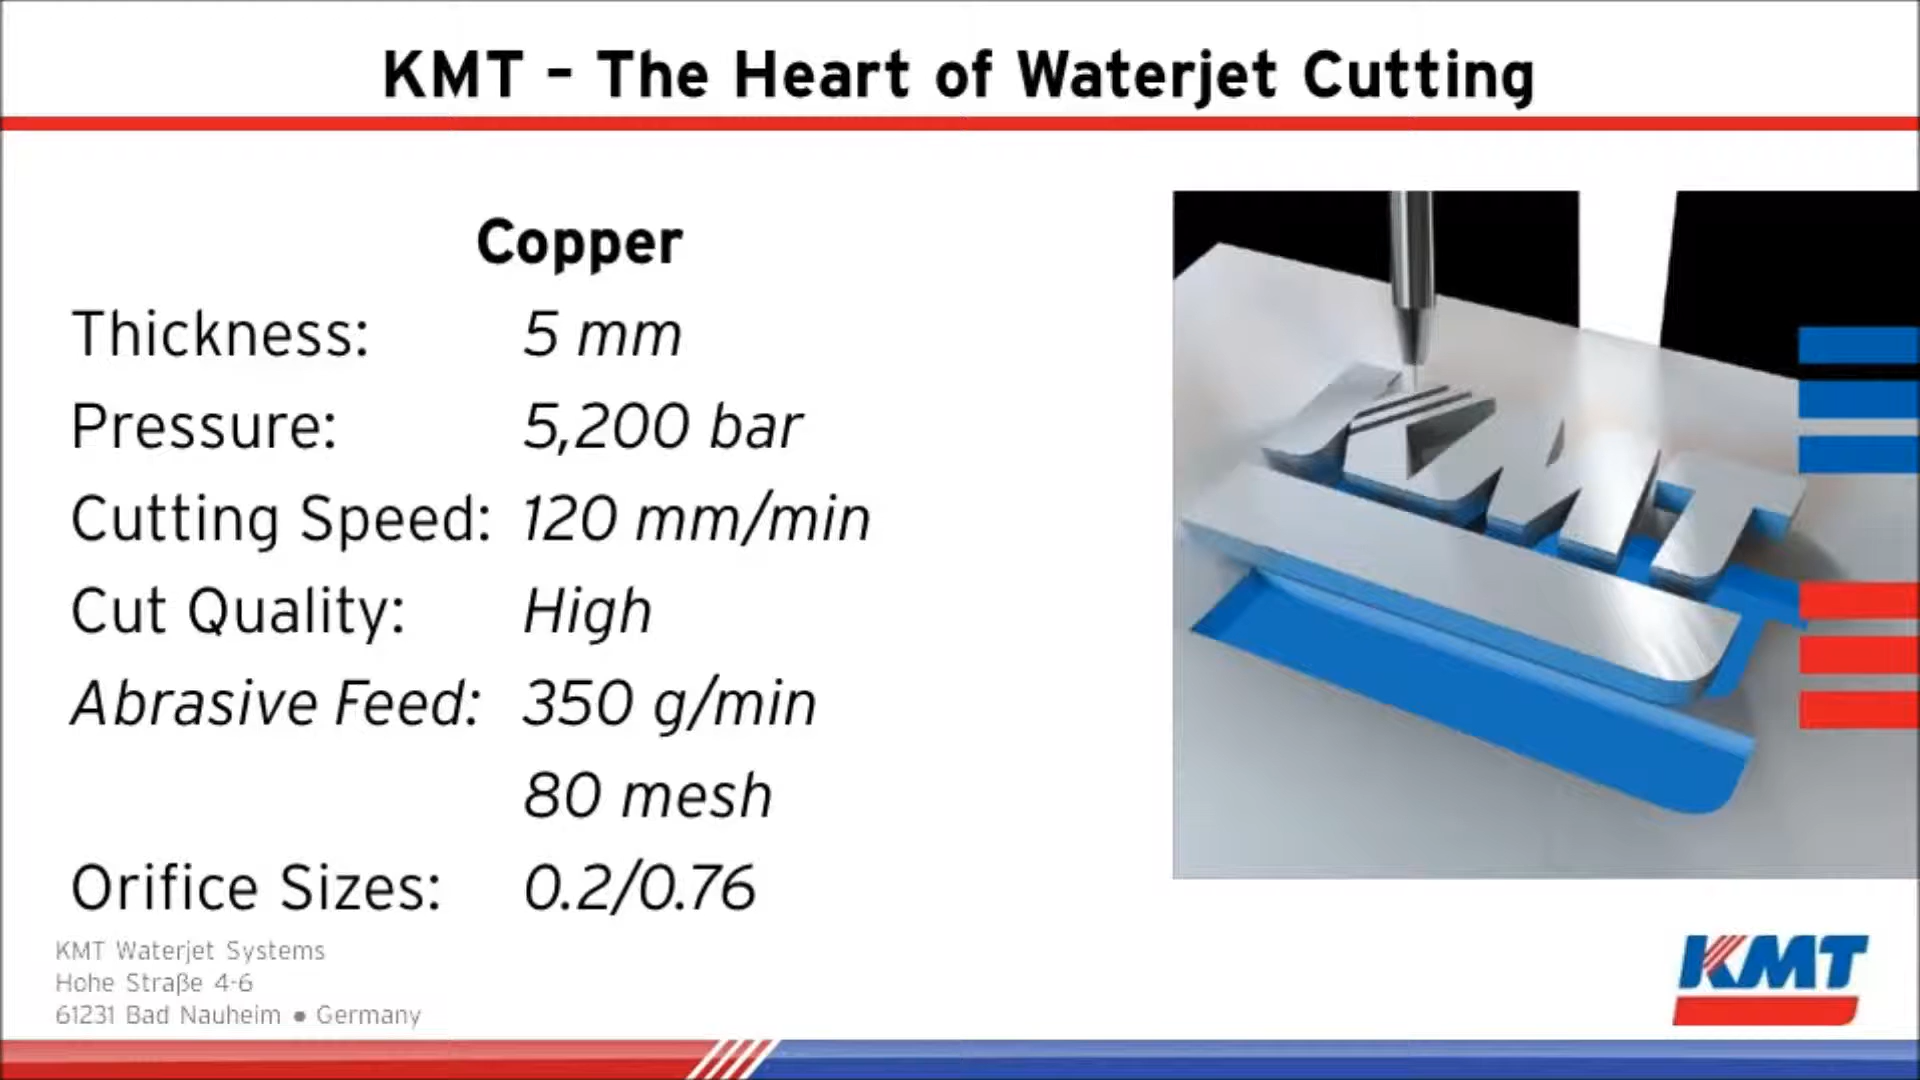 KMT - The Heart of Waterjet Cutting
Copper
Thickness: 5 mm
Pressure: 5,200 bar
Cutting Speed: 120 mm/min
Cut Quality: High
Abrasive Feed: 350 g/min
80 mesh
Orifice Sizes: 0.2/0.76
KMT Waterjet Systems
Hohe Straße 4-6
61231 Bad Nauheim ● Germany
KMT
KMT